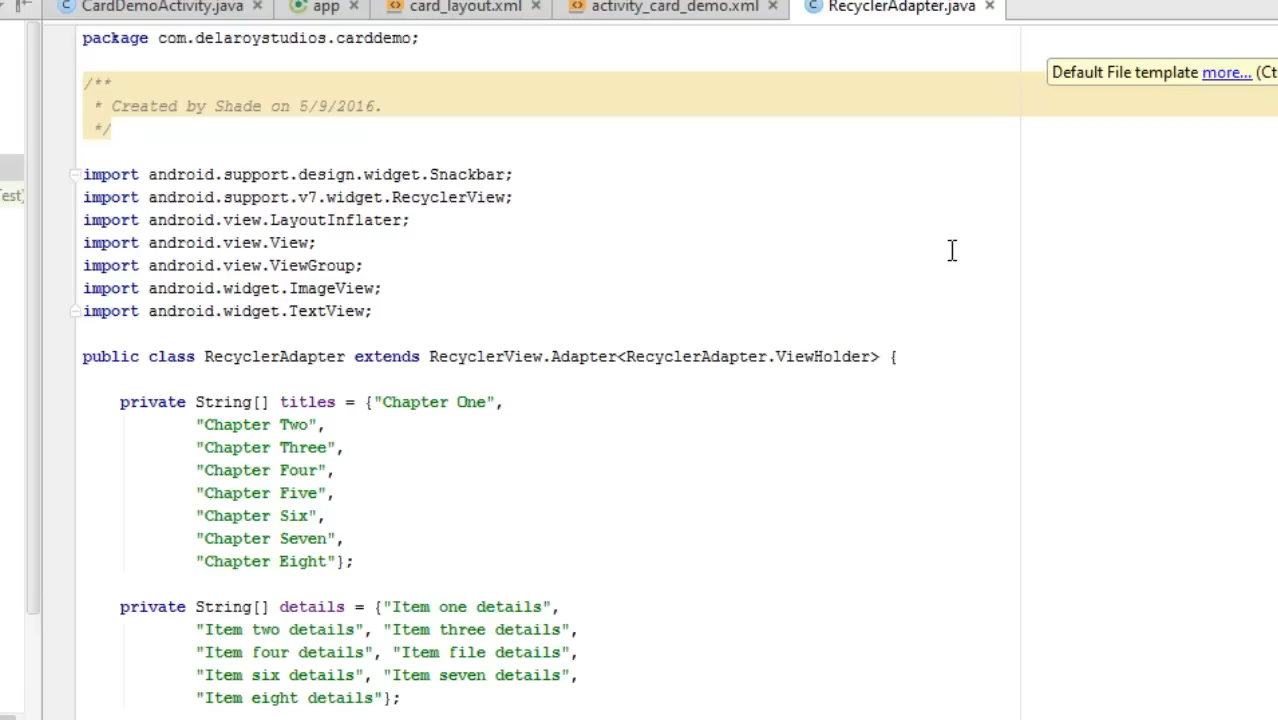 CardDemoActivity.java × app × card_layout.xml × activity_card_demo.xml × RecyclerAdapter.java ×
package com.delaroystudios.carddemo;
Default File template more... (Ct
/**
* Created by Shade on 5/9/2016.
*/
import android.support.design.widget.Snackbar;
import android.support.v7.widget.RecyclerView;
est)
import android.view.LayoutInflater;
import android.view.View;
import android.view.ViewGroup;
import android.widget.ImageView;
import android.widget.TextView;
public class RecyclerAdapter extends RecyclerView.Adapter<RecyclerAdapter.ViewHolder> {
private String[] titles = {"Chapter One",
"Chapter Two",
"Chapter Three",
"Chapter Four",
"Chapter Five",
"Chapter Six",
"Chapter Seven",
"Chapter Eight"};
private String[] details = {"Item one details",
"Item two details", "Item three details",
"Item four details", "Item file details",
"Item six details", "Item seven details",
"Item eight details"};